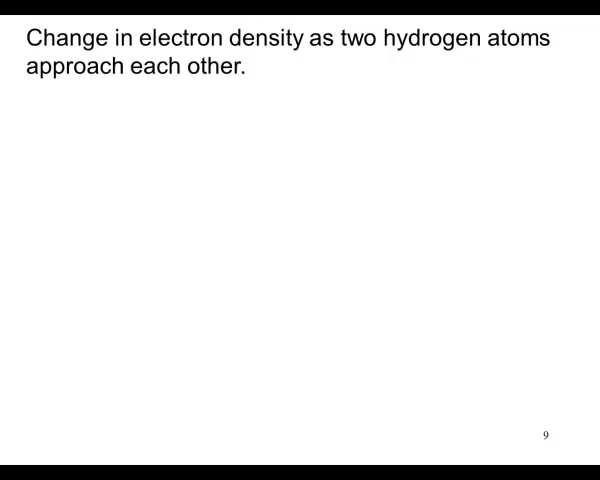 Change in electron density as two hydrogen atoms
approach each other.
9